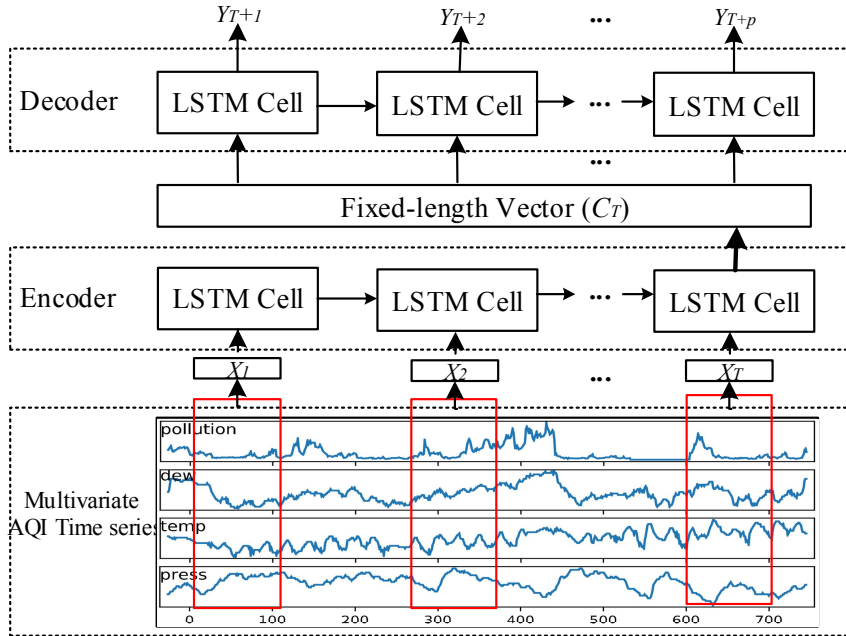 YT+1 YT+2 ... YT+p
Decoder
LSTM Cell LSTM Cell ... LSTM Cell
...
Fixed-length Vector (CT)
Encoder
LSTM Cell LSTM Cell ... LSTM Cell
X1 X2 ... XT
Multivariate
AQI Time series
pollution
dew
temp
press
0 100 200 300 400 500 600 700